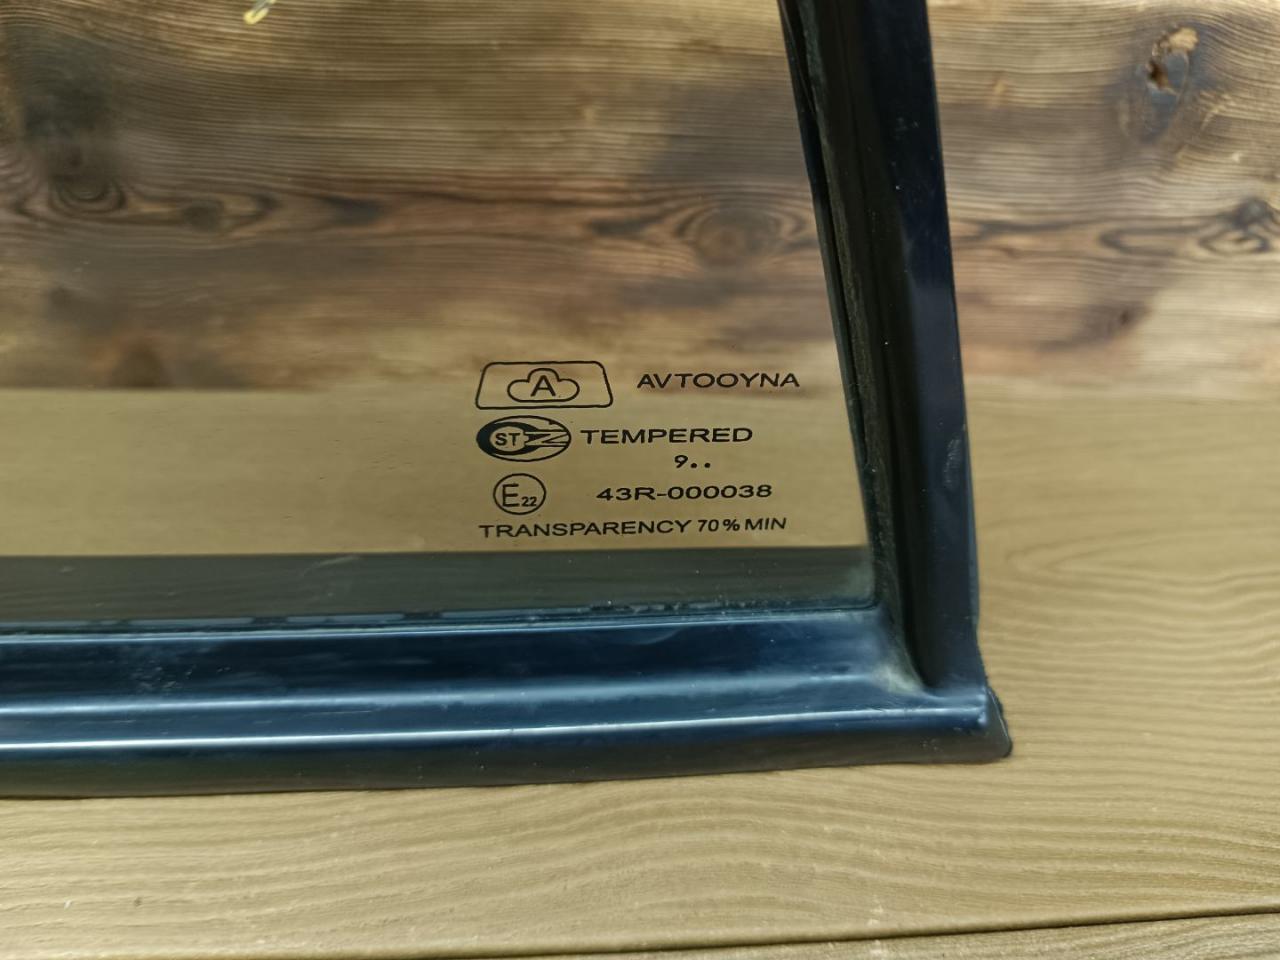 A AVTOOYNA
ST TEMPERED
9..
E22 43R-000038
TRANSPARENCY 70% MIN